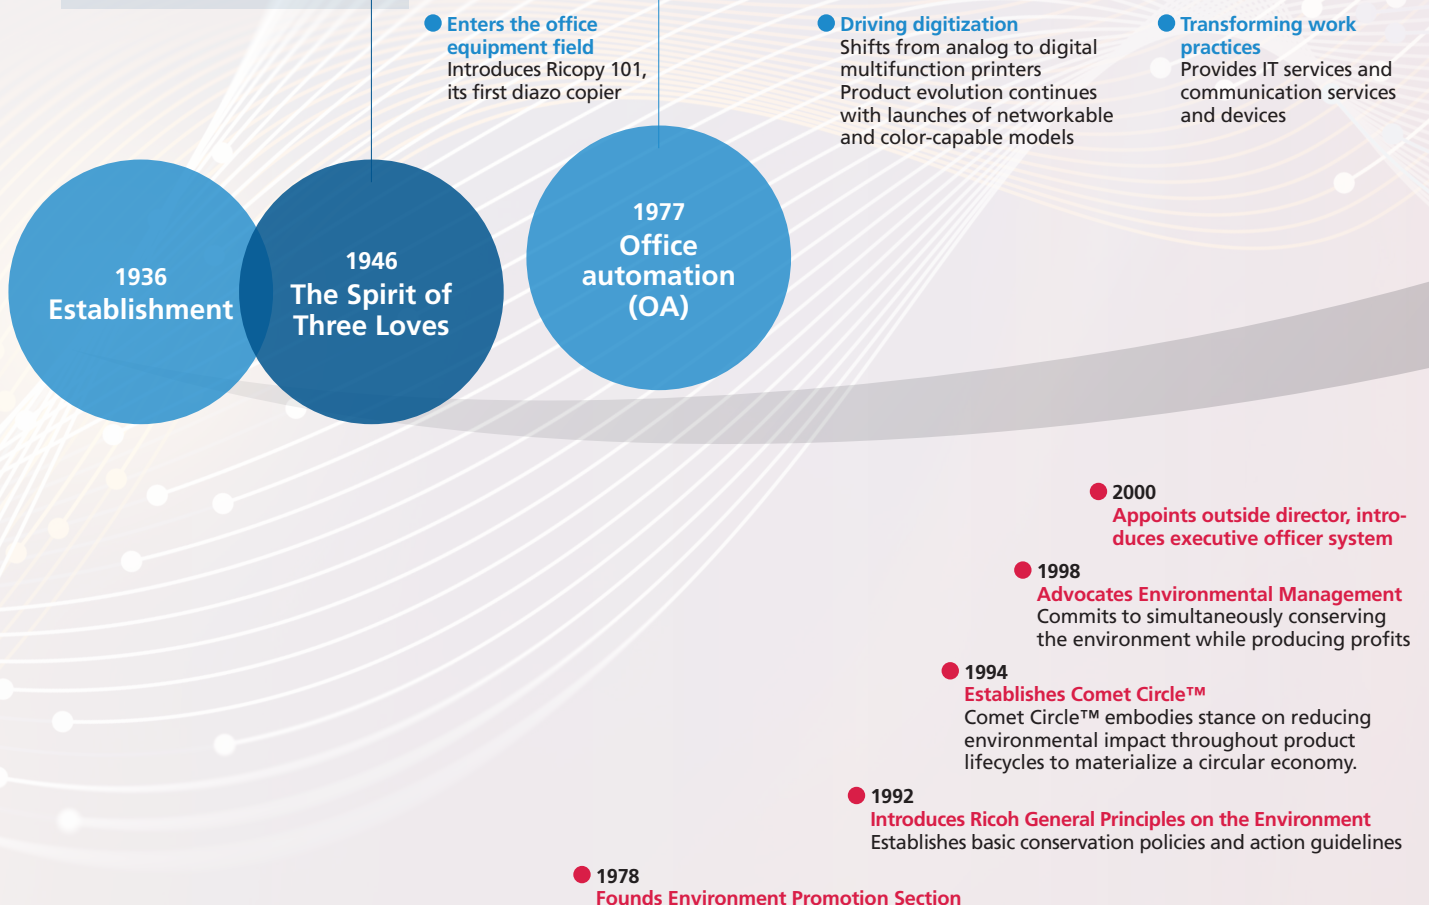 Enters the office
equipment field
Introduces Ricopy 101,
its first diazo copier
Driving digitization
Shifts from analog to digital
multifunction printers
Product evolution continues
with launches of networkable
and color-capable models
Transforming work
practices
Provides IT services and
communication services
and devices
1936
Establishment
1946
The Spirit of
Three Loves
1977
Office
automation
(OA)
2000
Appoints outside director, intro-
duces executive officer system
1998
Advocates Environmental Management
Commits to simultaneously conserving
the environment while producing profits
1994
Establishes Comet Circle™
Comet Circle™ embodies stance on reducing
environmental impact throughout product
lifecycles to materialize a circular economy.
1992
Introduces Ricoh General Principles on the Environment
Establishes basic conservation policies and action guidelines
1978
Founds Environment Promotion Section